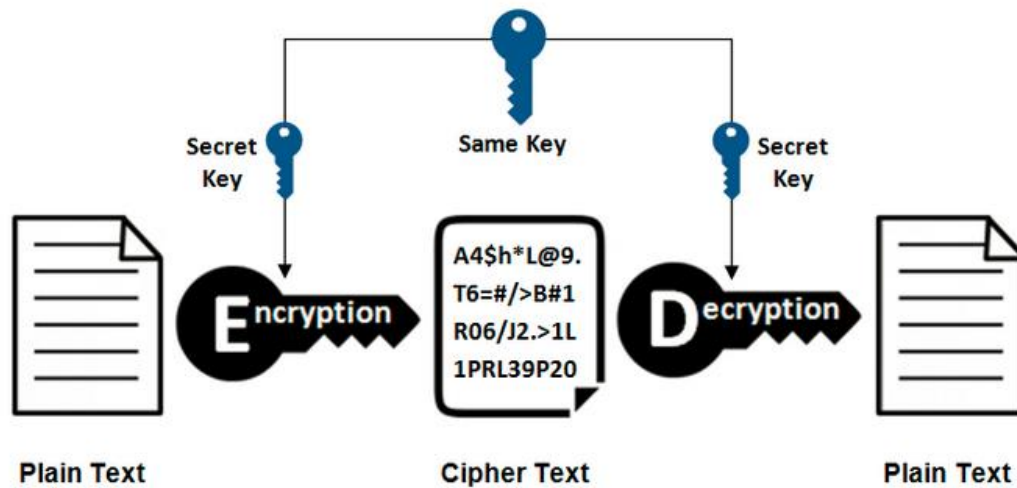 Same Key
Secret
Key
Secret
Key
Encryption
A4$h*L@9.
T6=#/>B#1
R06/J2.>1L
1PRL39P20
Decryption
Plain Text
Cipher Text
Plain Text